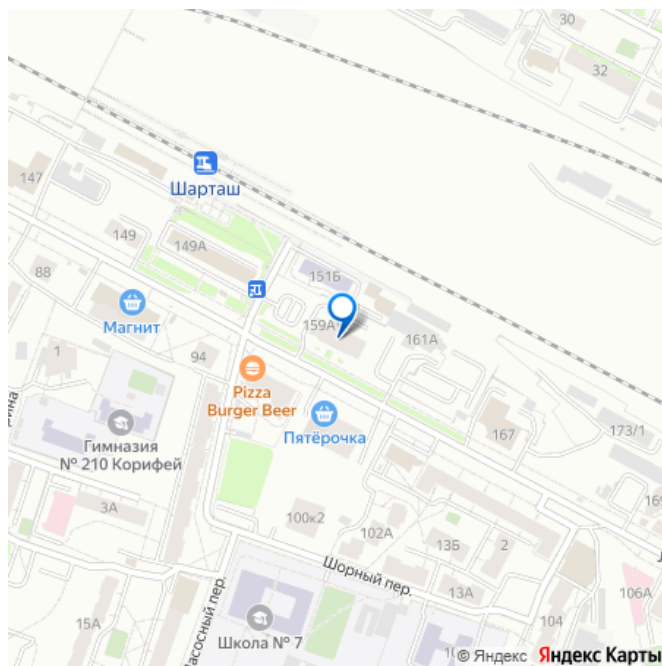 30
32
Шарташ
147
149
149А
151Б
88
Магнит
159А
161А
1
94
Pizza
Burger Beer
Пятёрочка
167
173/1
Гимназия
№ 210 Корифей
3А
100к2
102А
13Б
2
Шорный пер.
13А
104
106А
15А
Школа № 7
© Яндекс Яндекс Карты